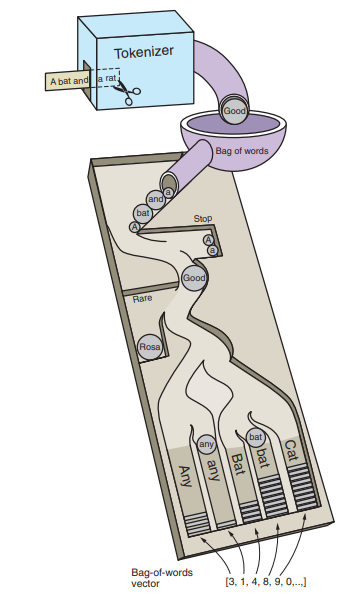 Tokenizer
A bat and a rat
Good
Bag of words
a
and
bat
A
Stop
A
a
Good
Rare
Rosa
any
bat
Any
any
Bat
bat
Cat
Bag-of-words
vector
[3, 1, 4, 8, 9, 0,..,]